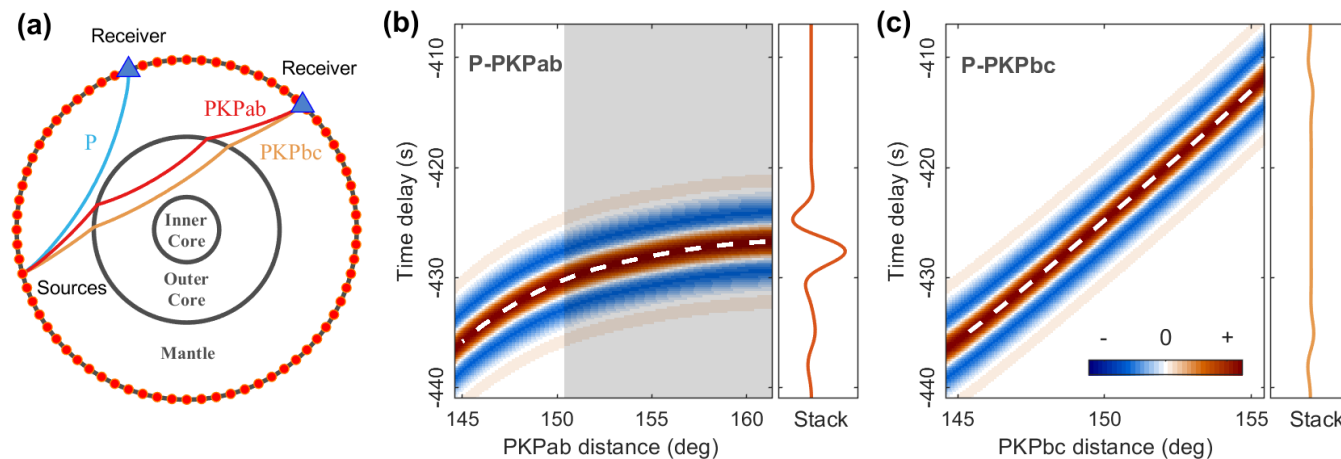 (a)
Receiver
Receiver
P
PKPab
PKPbc
Inner
Core
Outer
Core
Sources
Mantle
(b)
P-PKPab
Time delay (s)
-410
-420
-430
-440
145
150
155
160
PKPab distance (deg)
Stack
(c)
P-PKPbc
Time delay (s)
-410
-420
-430
-440
- 0 +
145
150
155
PKPbc distance (deg)
Stack